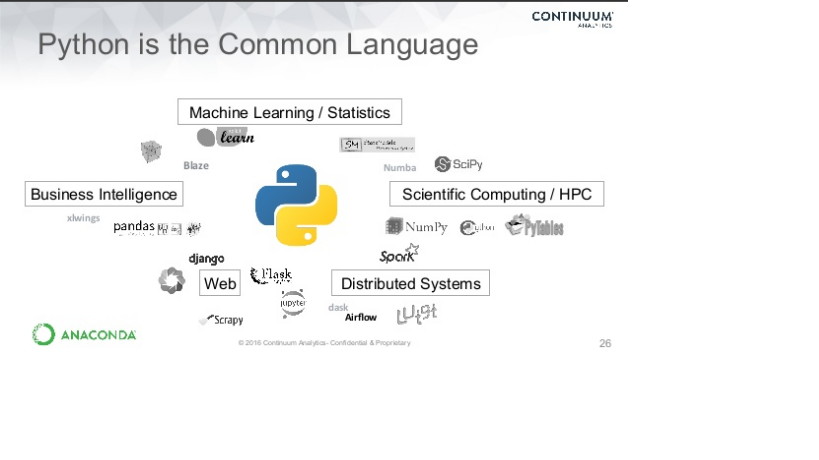 CONTINUUM
ANALYTICS
Python is the Common Language
Machine Learning / Statistics
learn
SM
Blaze
Numba
SciPy
Business Intelligence
Scientific Computing / HPC
xlwings
pandas
NumPy
PyTables
django
Spark
Flask
Web
Distributed Systems
jupyter
dask
Airflow
Scrapy
ANACONDA
© 2016 Continuum Analytics- Confidential & Proprietary
26